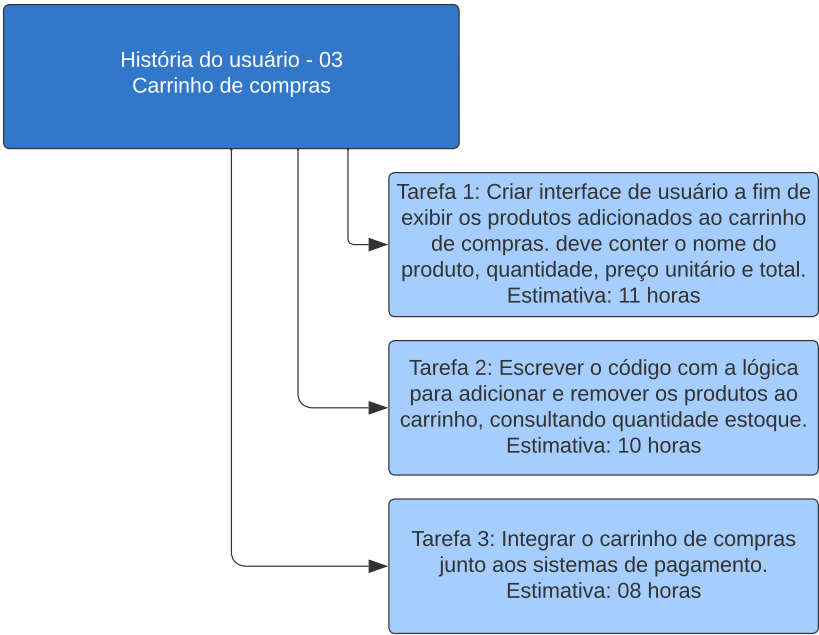 História do usuário - 03
Carrinho de compras
Tarefa 1: Criar interface de usuário a fim de
exibir os produtos adicionados ao carrinho
de compras. deve conter o nome do
produto, quantidade, preço unitário e total.
Estimativa: 11 horas
Tarefa 2: Escrever o código com a lógica
para adicionar e remover os produtos ao
carrinho, consultando quantidade estoque.
Estimativa: 10 horas
Tarefa 3: Integrar o carrinho de compras
junto aos sistemas de pagamento.
Estimativa: 08 horas